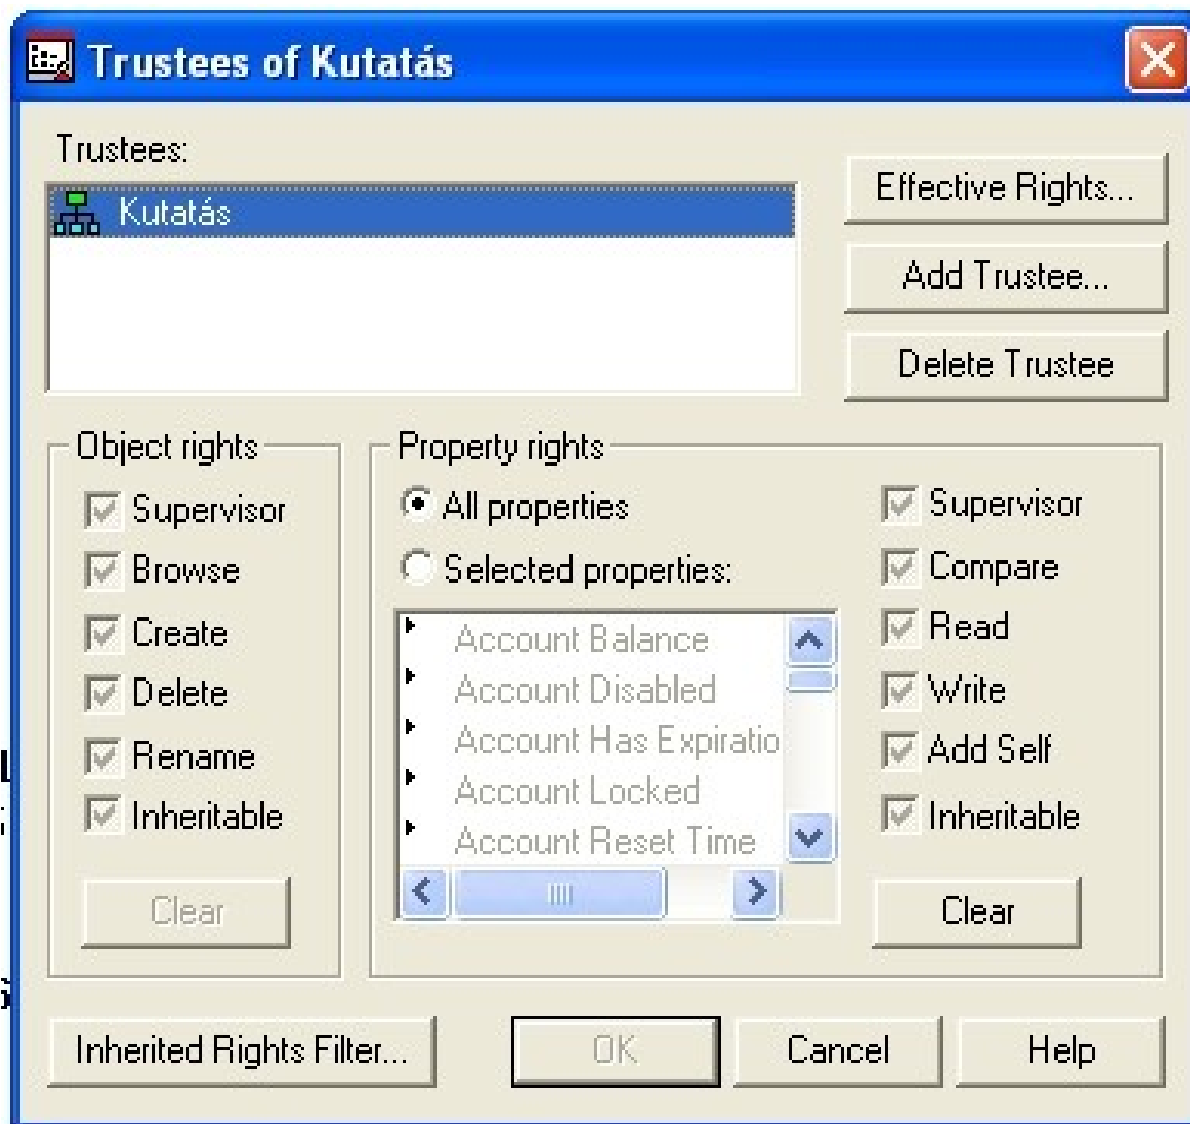 Trustees of Kutatás
Trustees:
Kutatás
Effective Rights...
Add Trustee...
Delete Trustee
Object rights
Supervisor
Browse
Create
Delete
Rename
Inheritable
Clear
Property rights
All properties
Selected properties:
Account Balance
Account Disabled
Account Has Expiratio
Account Locked
Account Reset Time
Supervisor
Compare
Read
Write
Add Self
Inheritable
Clear
Inherited Rights Filter...
OK
Cancel
Help